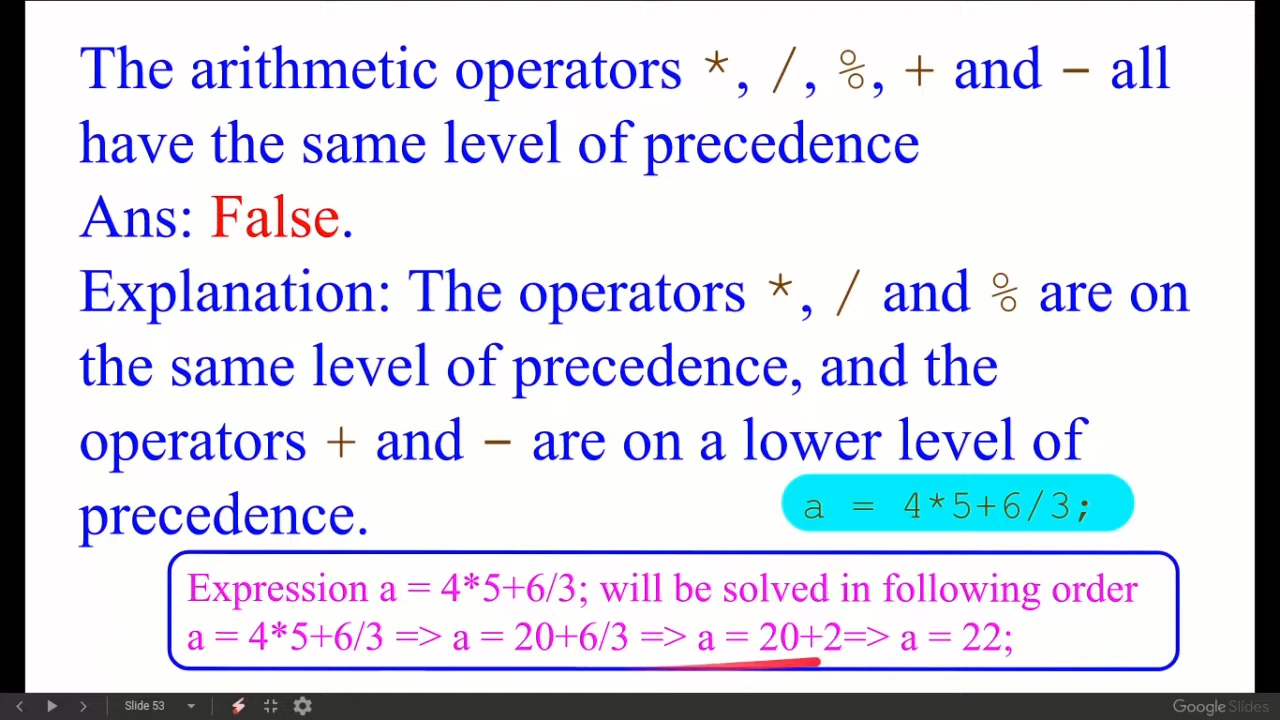 The arithmetic operators *, /, %, + and - all
have the same level of precedence
Ans: False.
Explanation: The operators *, / and % are on
the same level of precedence, and the
operators + and - are on a lower level of
precedence.
a = 4*5+6/3;
Expression a = 4*5+6/3; will be solved in following order
a = 4*5+6/3 => a = 20+6/3 => a = 20+2=> a = 22;
Slide 53
Google Slides